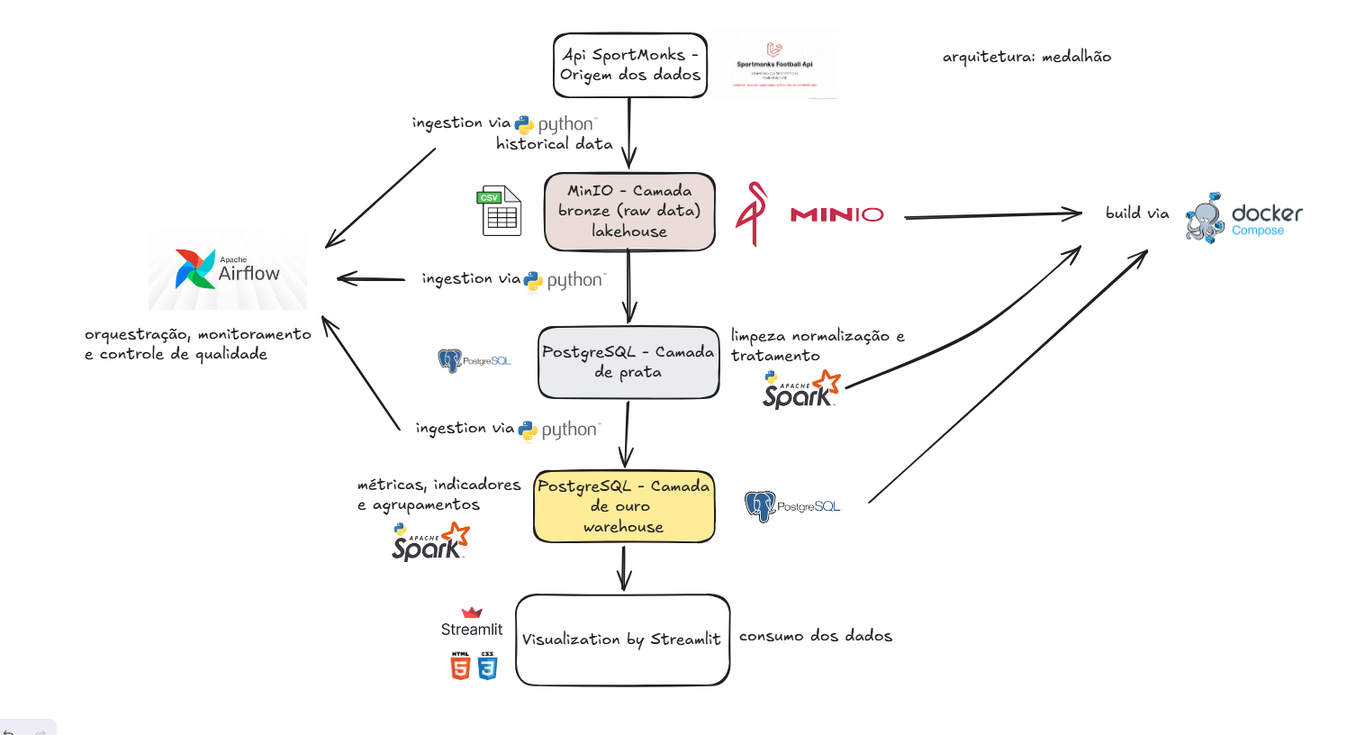 Api SportMonks -
Origem dos dados
Sportmonks Football Api
arquitetura: medalhão
ingestion via python
historical data
CSV
MinIO - Camada
bronze (raw data)
lakehouse
MINIO
build via
docker
Compose
Apache
Airflow
ingestion via python
orquestração, monitoramento
e controle de qualidade
PostgreSQL
PostgreSQL - Camada
de prata
limpeza normalização e
tratamento
APACHE
Spark
ingestion via python
métricas, indicadores
e agrupamentos
APACHE
Spark
PostgreSQL - Camada
de ouro
warehouse
PostgreSQL
Streamlit
HTML
5
CSS
3
Visualization by Streamlit
consumo dos dados